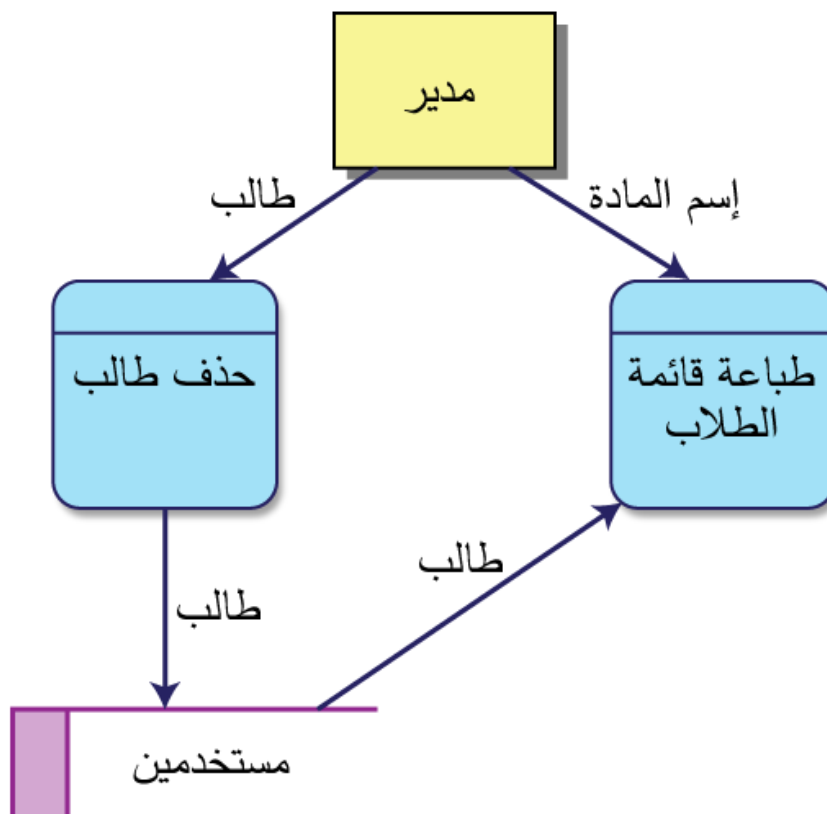 مدير
إسم المادة
طالب
طباعة قائمة
الطلاب
حذف طالب
طالب
طالب
مستخدمين